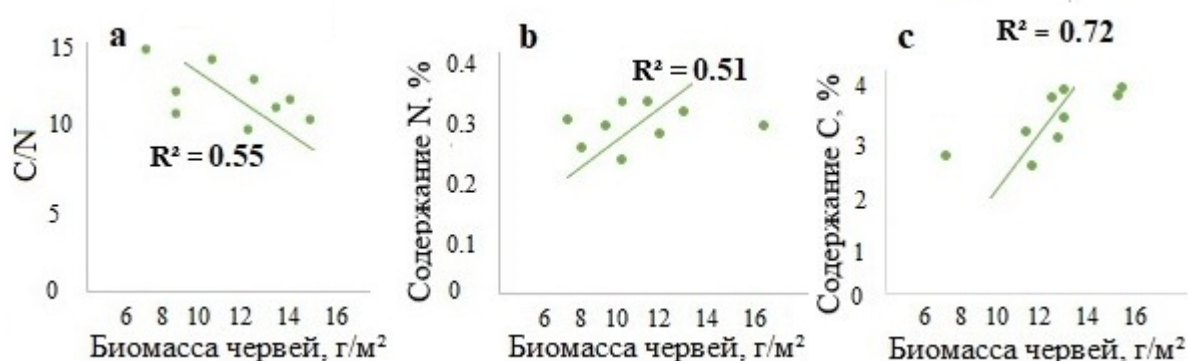 a
15
10
5
0
C/N
R² = 0.55
6 8 10 12 14 16
Биомасса червей, г/м²
b
0.4
0.3
0.2
0.1
0
Содержание N, %
R² = 0.51
6 8 10 12 14 16
Биомасса червей, г/м²
c
R² = 0.72
4
3
2
1
0
Содержание C, %
6 8 10 12 14 16
Биомасса червей, г/м²